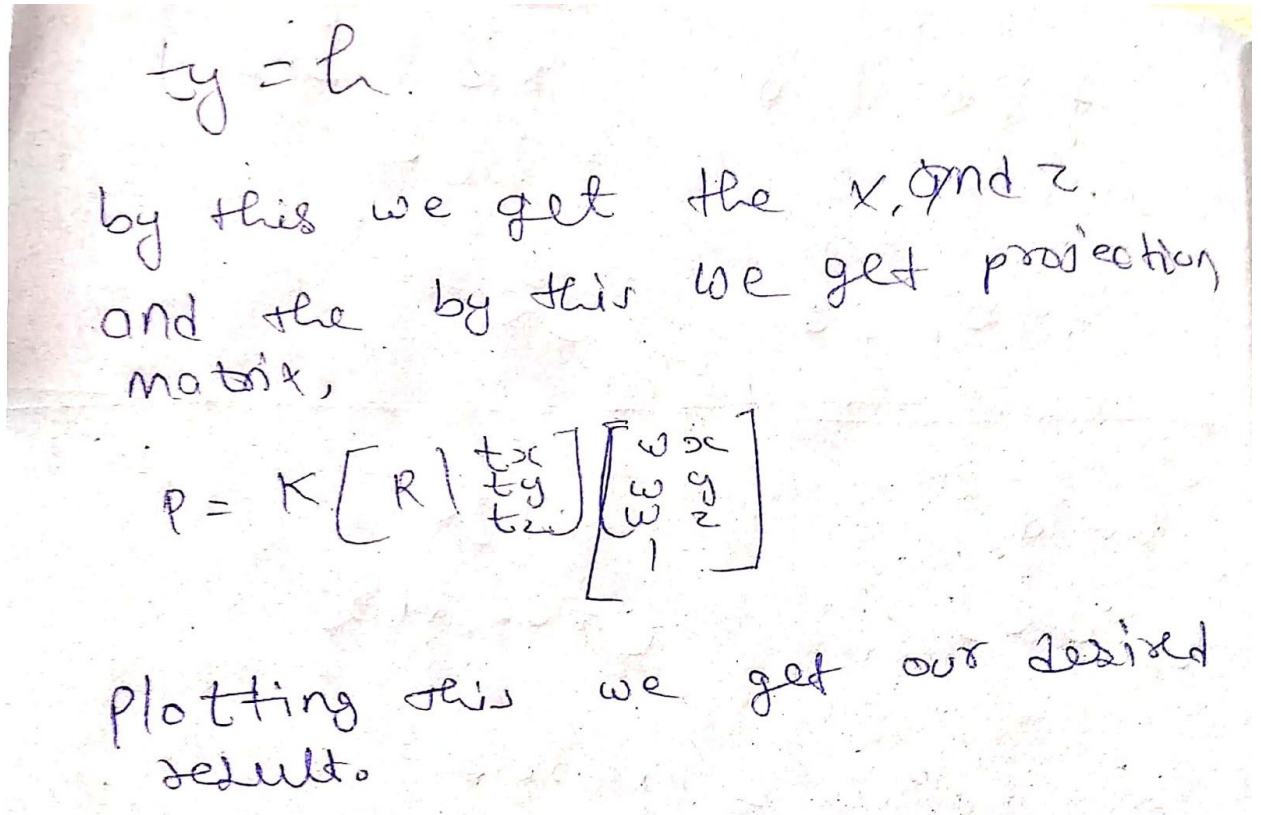 ty = h.
by this we get the x, and z.
and the by this we get projection
matrix,
P = K [ R | tx ty tz ] [ wx wy wz 1 ]
Plotting this we get our desired
result.